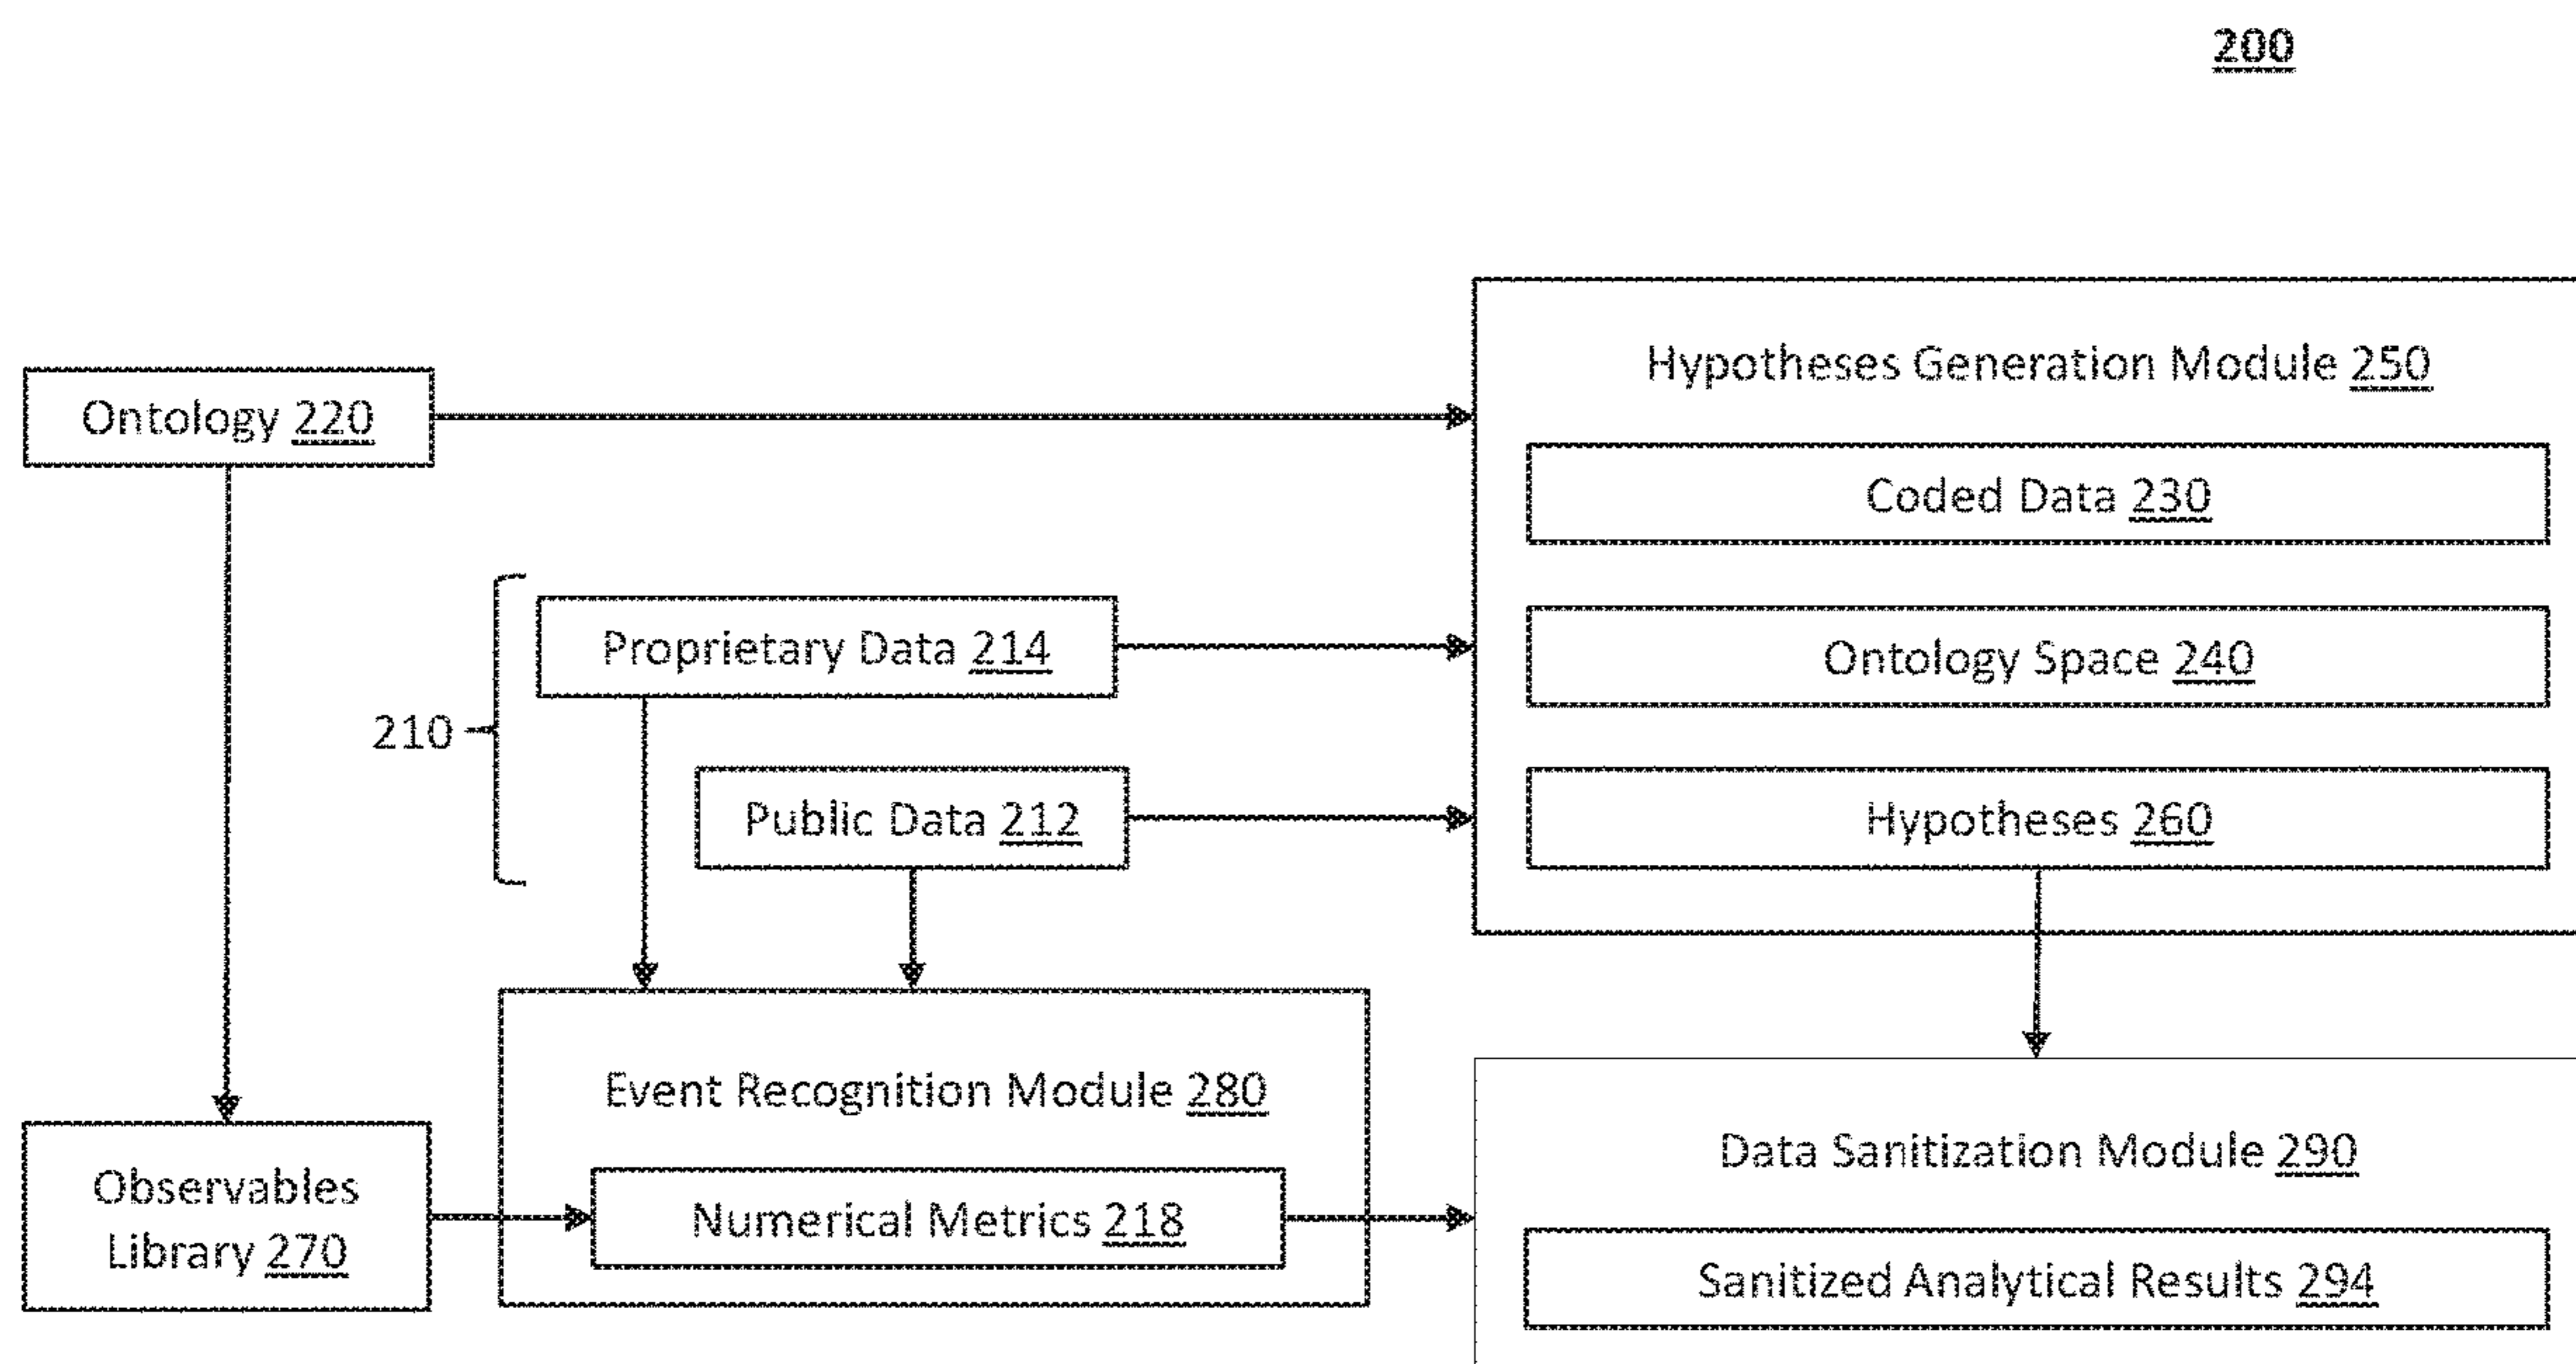 200
Hypotheses Generation Module 250
Ontology 220
Coded Data 230
Proprietary Data 214
Ontology Space 240
210
Public Data 212
Hypotheses 260
Event Recognition Module 280
Data Sanitization Module 290
Observables
Library 270
Numerical Metrics 218
Sanitized Analytical Results 294